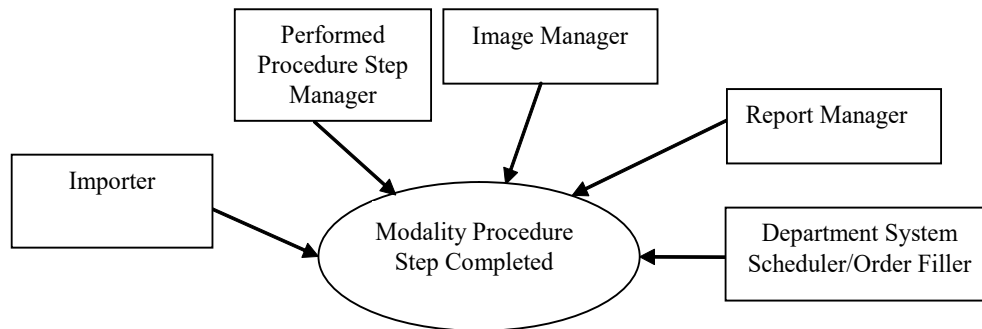 Performed
Procedure Step
Manager
Image Manager
Report Manager
Importer
Modality Procedure
Step Completed
Department System
Scheduler/Order Filler